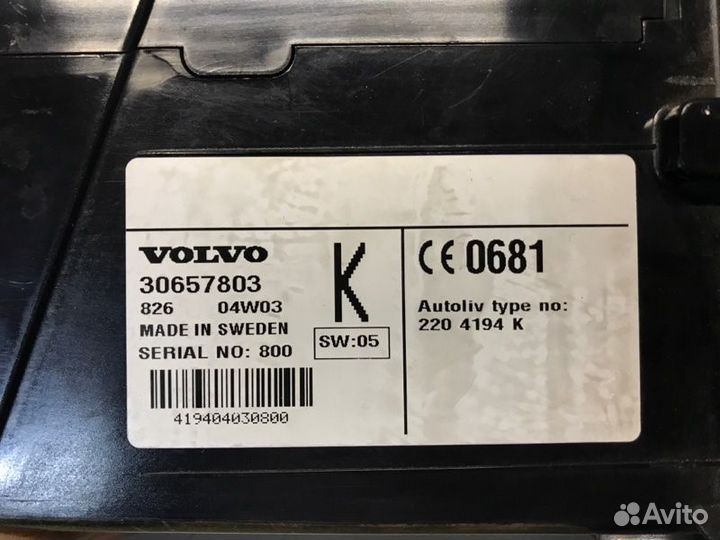 VOLVO
30657803
826 04W03
MADE IN SWEDEN
SERIAL NO: 800
419404030800
K
SW:05
CE 0681
Autoliv type no:
220 4194 K
Avito